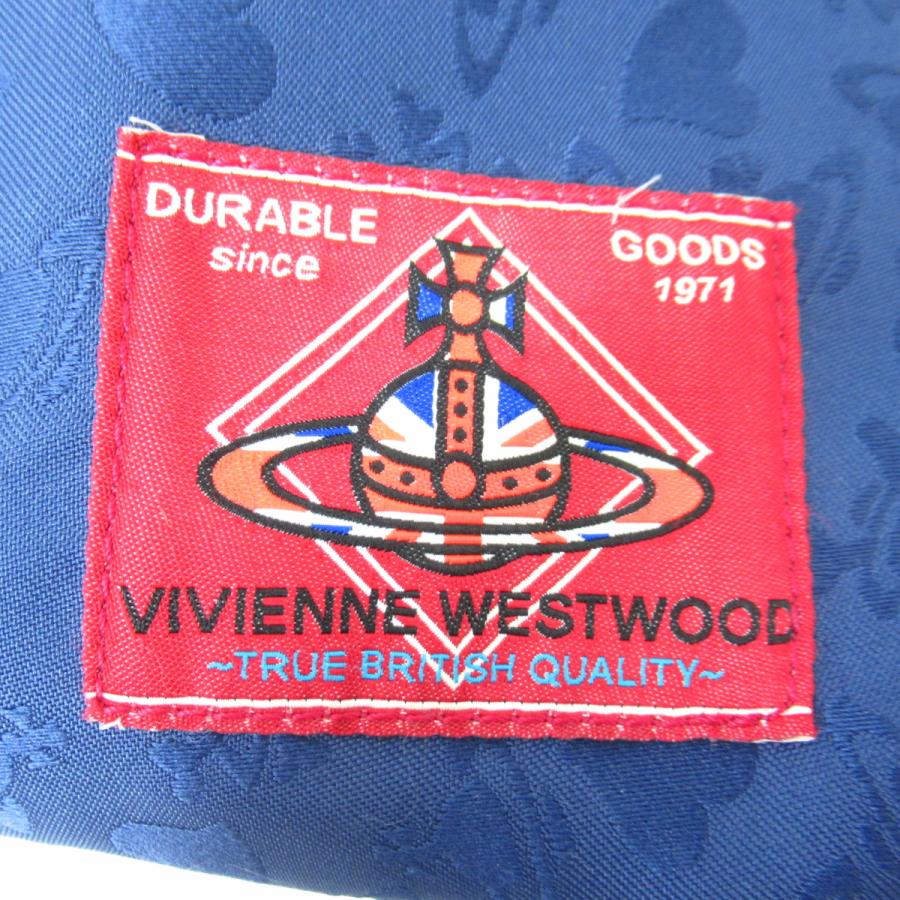 DURABLE GOODS
since 1971
VIVIENNE WESTWOOD
~TRUE BRITISH QUALITY~